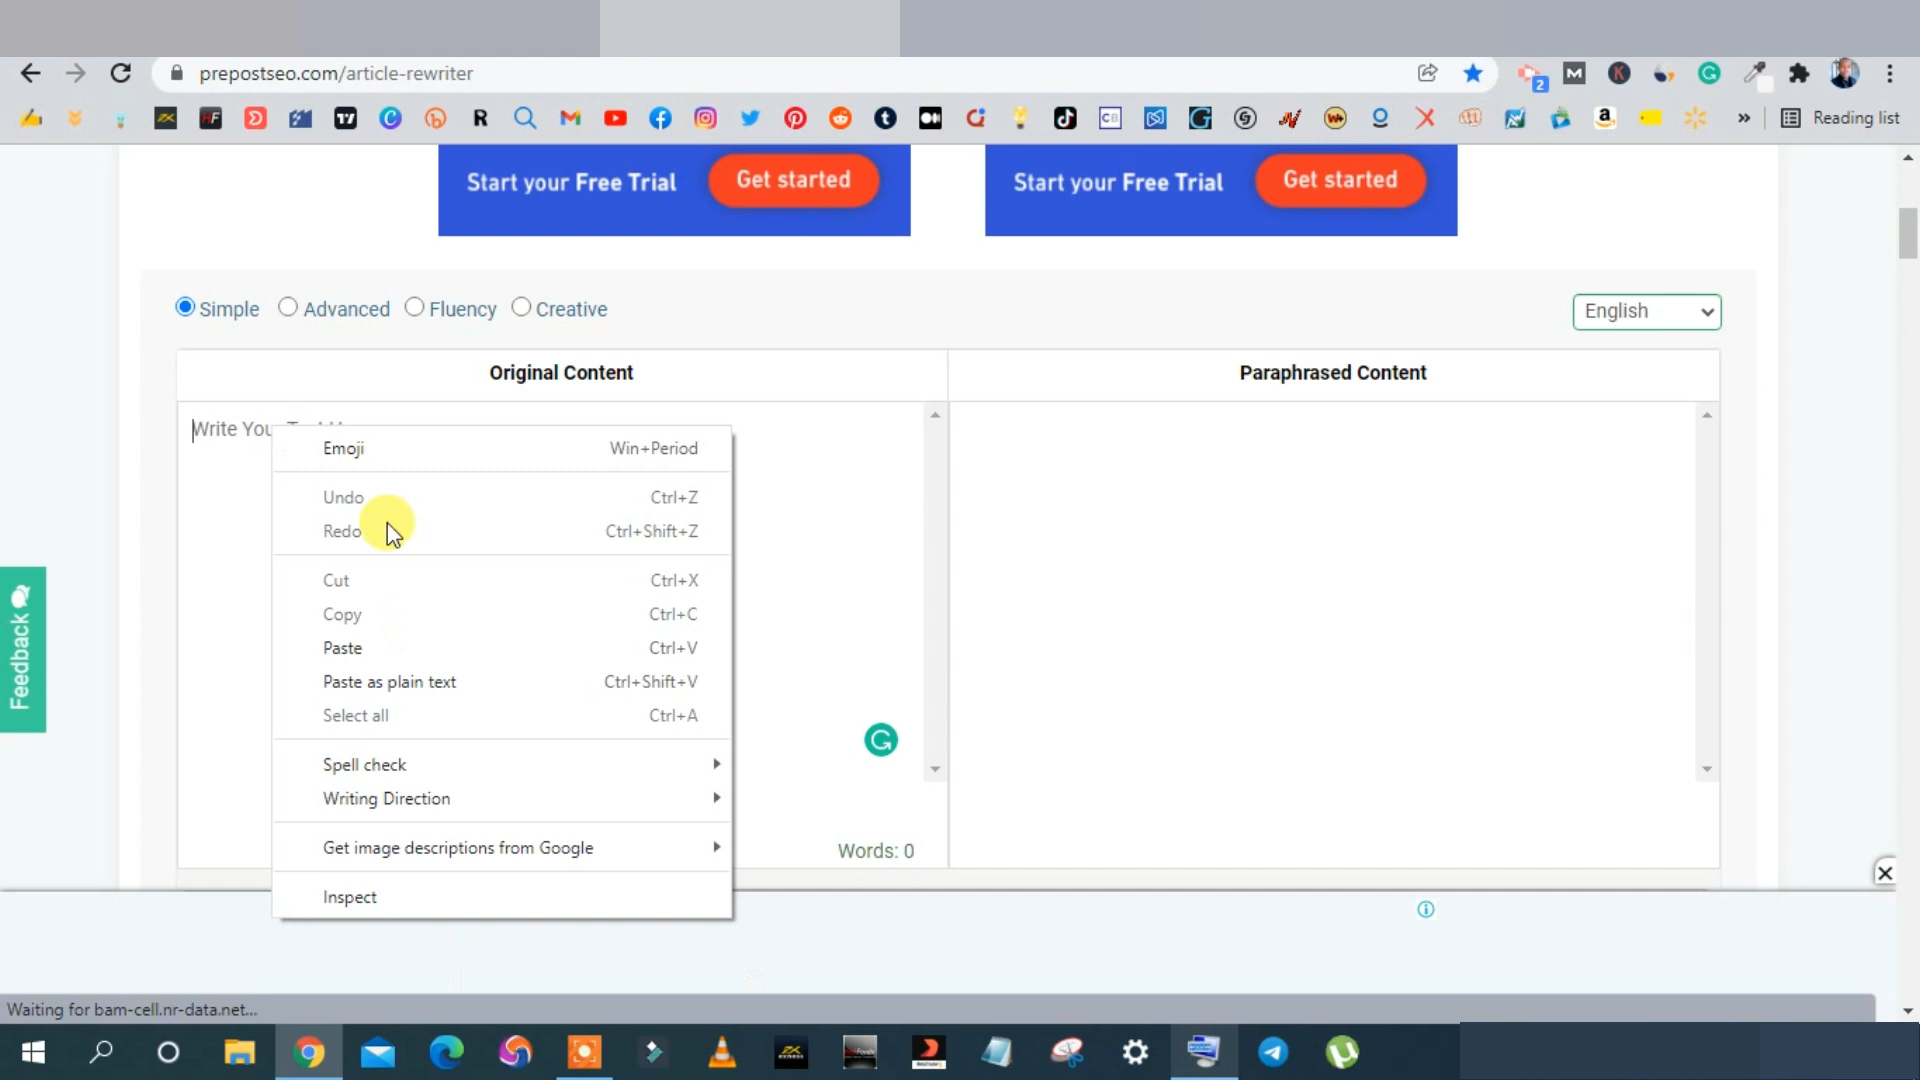 prepostseo.com/article-rewriter
2
Reading list
Start your Free Trial
Get started
Start your Free Trial
Get started
Simple
Advanced
Fluency
Creative
English
Original Content
Paraphrased Content
Write You
Emoji
Win+Period
Undo
Ctrl+Z
Redo
Ctrl+Shift+Z
Cut
Ctrl+X
Copy
Ctrl+C
Paste
Ctrl+V
Paste as plain text
Ctrl+Shift+V
Select all
Ctrl+A
Spell check
Writing Direction
Get image descriptions from Google
Inspect
Words: 0
Feedback
Waiting for bam-cell.nr-data.net...